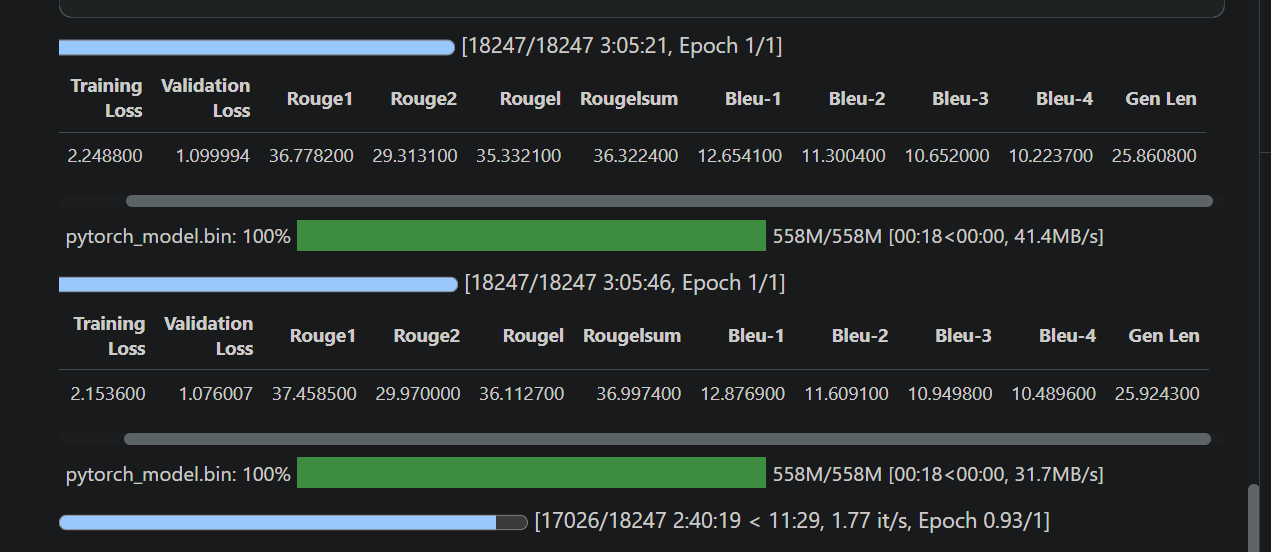 [18247/18247 3:05:21, Epoch 1/1]
Training Loss Validation Loss Rouge1 Rouge2 Rougel Rougelsum Bleu-1 Bleu-2 Bleu-3 Bleu-4 Gen Len
2.248800 1.099994 36.778200 29.313100 35.332100 36.322400 12.654100 11.300400 10.652000 10.223700 25.860800
pytorch_model.bin: 100% 558M/558M [00:18<00:00, 41.4MB/s]
[18247/18247 3:05:46, Epoch 1/1]
Training Loss Validation Loss Rouge1 Rouge2 Rougel Rougelsum Bleu-1 Bleu-2 Bleu-3 Bleu-4 Gen Len
2.153600 1.076007 37.458500 29.970000 36.112700 36.997400 12.876900 11.609100 10.949800 10.489600 25.924300
pytorch_model.bin: 100% 558M/558M [00:18<00:00, 31.7MB/s]
[17026/18247 2:40:19 < 11:29, 1.77 it/s, Epoch 0.93/1]